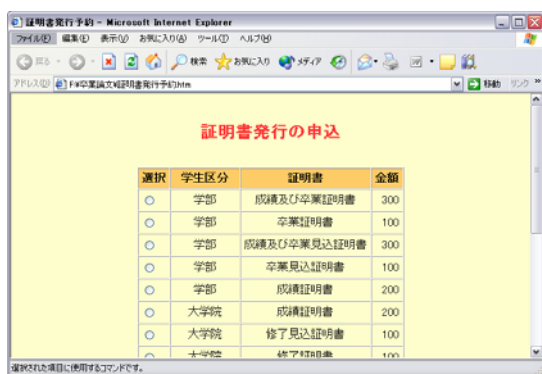 証明書発行予約 - Microsoft Internet Explorer
ファイル(F) 編集(E) 表示(V) お気に入り(A) ツール(T) ヘルプ(H)
戻る 検索 お気に入り メディア
アドレス(D) F:¥卒業論文¥証明書発行予約.htm 移動 リンク »
証明書発行の申込
選択 学生区分 証明書 金額
学部 成績及び卒業証明書 300
学部 卒業証明書 100
学部 成績及び卒業見込証明書 300
学部 卒業見込証明書 100
学部 成績証明書 200
大学院 成績証明書 200
大学院 修了見込証明書 100
大学院 修了証明書 100
選択された項目に使用するコマンドです。